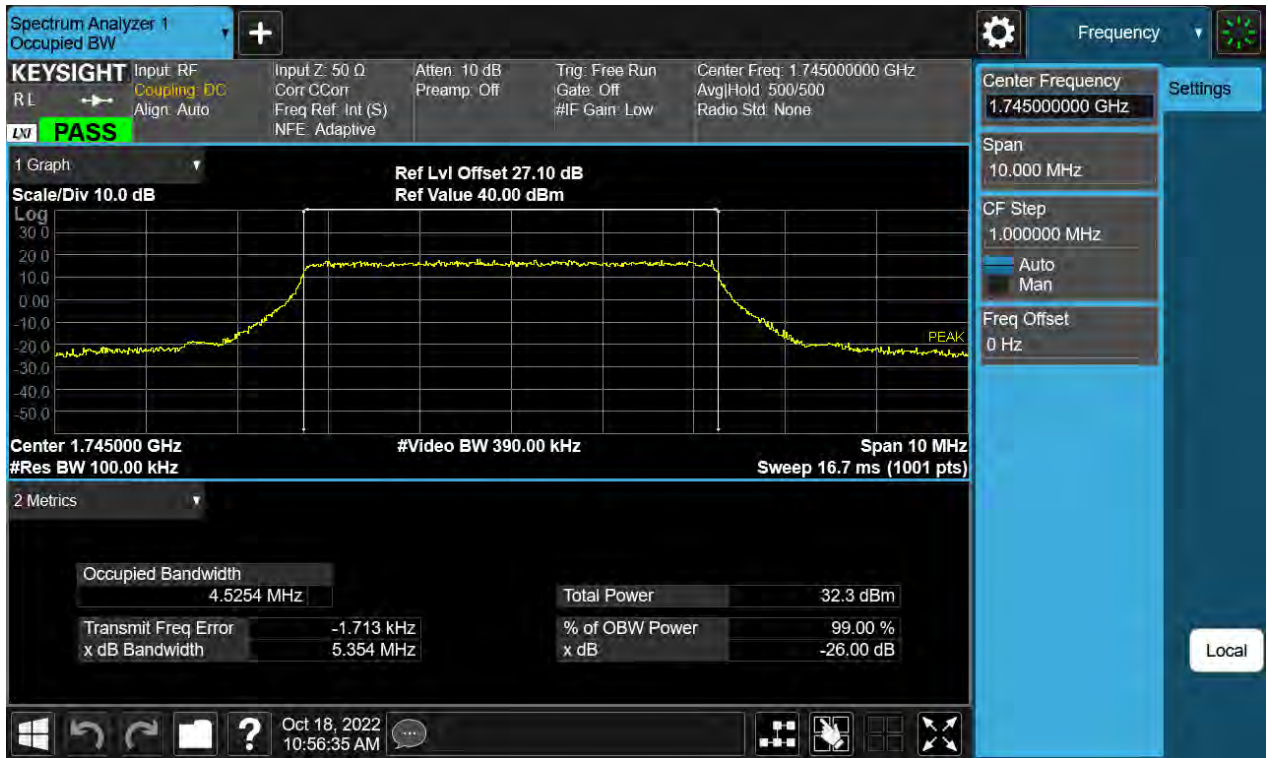 Spectrum Analyzer 1
Occupied BW
+
Frequency
KEYSIGHT
RL
LXI
PASS
Input: RF
Coupling: DC
Align: Auto
Input Z: 50 Ω
Corr CCorr
Freq Ref: Int (S)
NFE: Adaptive
Atten: 10 dB
Preamp: Off
Trig: Free Run
Gate: Off
#IF Gain: Low
Center Freq: 1.745000000 GHz
Avg|Hold: 500/500
Radio Std: None
Center Frequency
1.745000000 GHz
Settings
Span
10.000 MHz
CF Step
1.000000 MHz
Auto
Man
Freq Offset
0 Hz
Local
1 Graph
Scale/Div 10.0 dB
Ref Lvl Offset 27.10 dB
Ref Value 40.00 dBm
Log
30.0
20.0
10.0
0.00
-10.0
-20.0
-30.0
-40.0
-50.0
PEAK
Center 1.745000 GHz
#Video BW 390.00 kHz
Span 10 MHz
#Res BW 100.00 kHz
Sweep 16.7 ms (1001 pts)
2 Metrics
Occupied Bandwidth
4.5254 MHz
Total Power 32.3 dBm
Transmit Freq Error -1.713 kHz
% of OBW Power 99.00 %
x dB Bandwidth 5.354 MHz
x dB -26.00 dB
?
Oct 18, 2022
10:56:35 AM